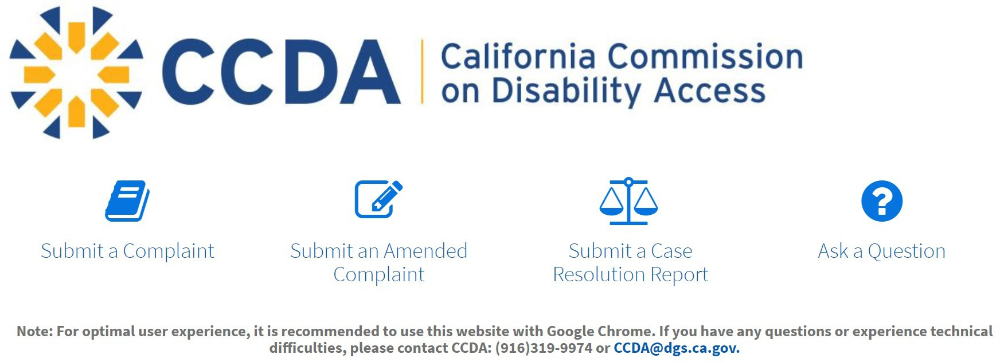 CCDA
California Commission
on Disability Access
Submit a Complaint
Submit an Amended
Complaint
Submit a Case
Resolution Report
Ask a Question
Note: For optimal user experience, it is recommended to use this website with Google Chrome. If you have any questions or experience technical
difficulties, please contact CCDA: (916)319-9974 or CCDA@dgs.ca.gov.